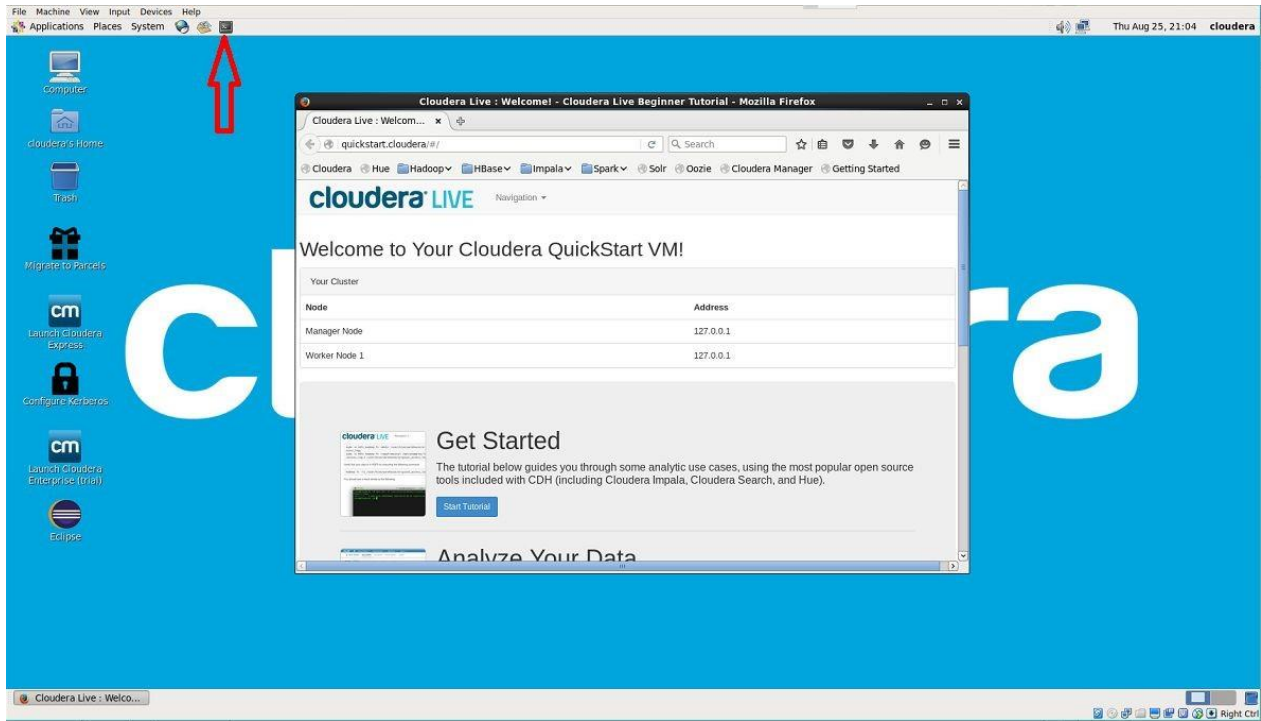 File Machine View Input Devices Help
Applications Places System Thu Aug 25, 21:04 cloudera
Computer
cloudera's Home
Trash
Migrate to Parcels
Launch Cloudera
Express
Configure Kerberos
Launch Cloudera
Enterprise (trial)
Eclipse
Cloudera Live : Welcome! - Cloudera Live Beginner Tutorial - Mozilla Firefox
Cloudera Live : Welcom...
quickstart.cloudera/#/ Search
Cloudera Hue Hadoop HBase Impala Spark Solr Oozie Cloudera Manager Getting Started
cloudera LIVE Navigation
Welcome to Your Cloudera QuickStart VM!
Your Cluster
Node Address
Manager Node 127.0.0.1
Worker Node 1 127.0.0.1
Get Started
The tutorial below guides you through some analytic use cases, using the most popular open source
tools included with CDH (including Cloudera Impala, Cloudera Search, and Hue).
Start Tutorial
Analyze Your Data
cl ra
cm
cm
cloudera LIVE
Cloudera Live : Welco...
Right Ctrl